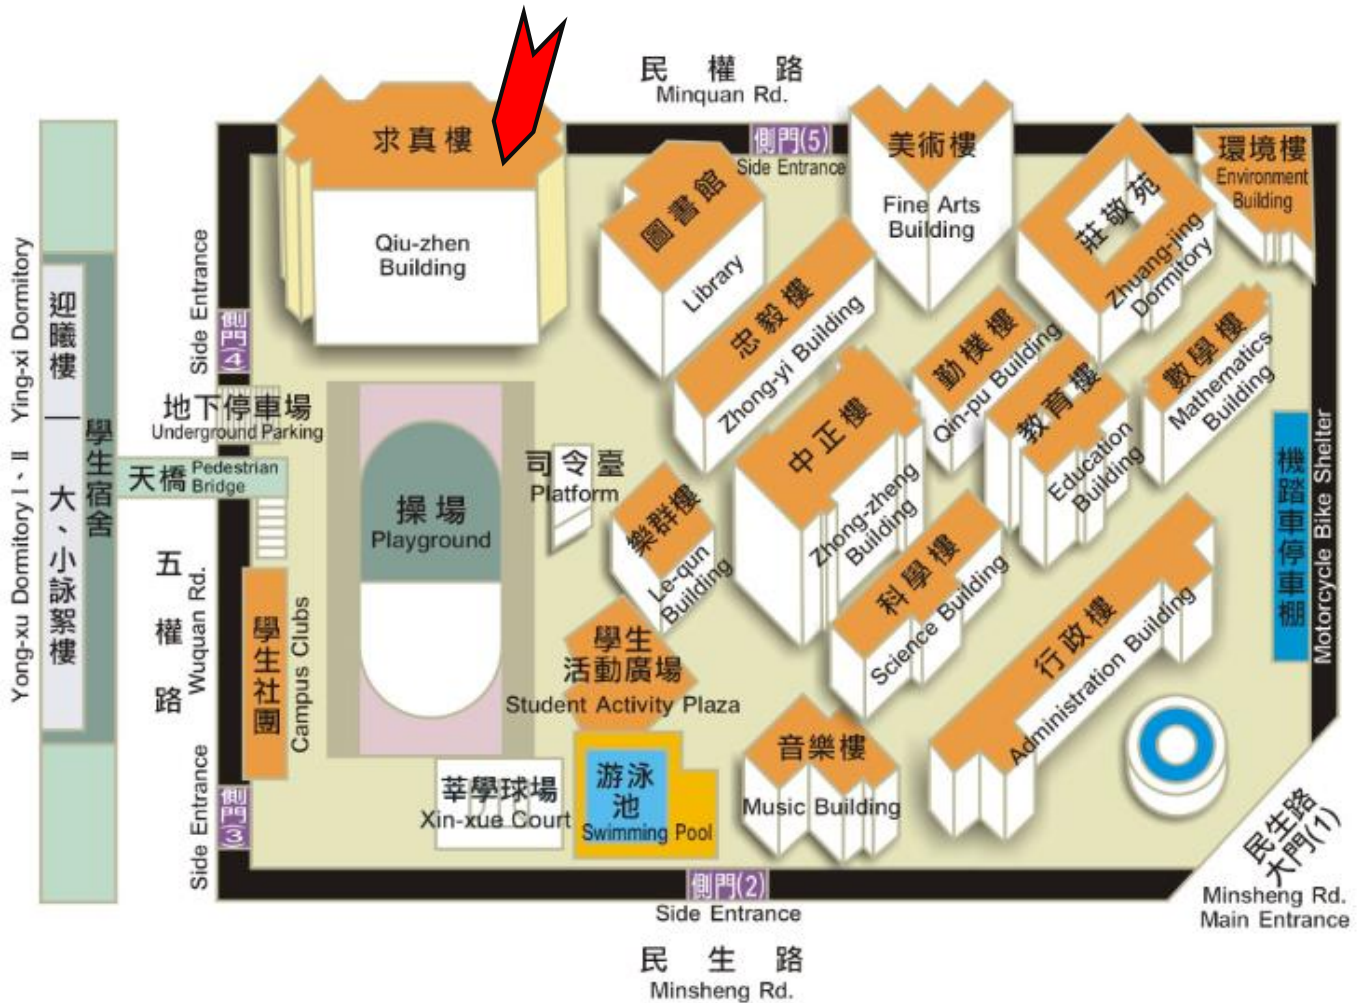 民權路
Minquan Rd.
求真樓
Qiu-zhen
Building
圖書館
Library
側門(5)
Side Entrance
美術樓
Fine Arts
Building
莊敬苑
Zhuang-jing
Dormitory
環境樓
Environment
Building
忠毅樓
Zhong-yi Building
勤樸樓
Qin-pu Building
教育樓
Education
Building
數學樓
Mathematics
Building
中正樓
Zhong-zheng
Building
樂群樓
Le-qun
Building
科學樓
Science Building
行政樓
Administration Building
機踏車停車棚
Motorcycle Bike Shelter
Side Entrance
側門(4)
地下停車場
Underground Parking
天橋
Pedestrian
Bridge
操場
Playground
司令臺
Platform
迎曦樓
Ying-xi Dormitory
大、小詠絮樓
Yong-xu Dormitory I、II
學生宿舍
五權路
Wuquan Rd.
學生社團
Campus Clubs
學生
活動廣場
Student Activity Plaza
側門(3)
Side Entrance
莘學球場
Xin-xue Court
游泳
池
Swimming Pool
音樂樓
Music Building
側門(2)
Side Entrance
民生路
大門(1)
Minsheng Rd.
Main Entrance
民生路
Minsheng Rd.